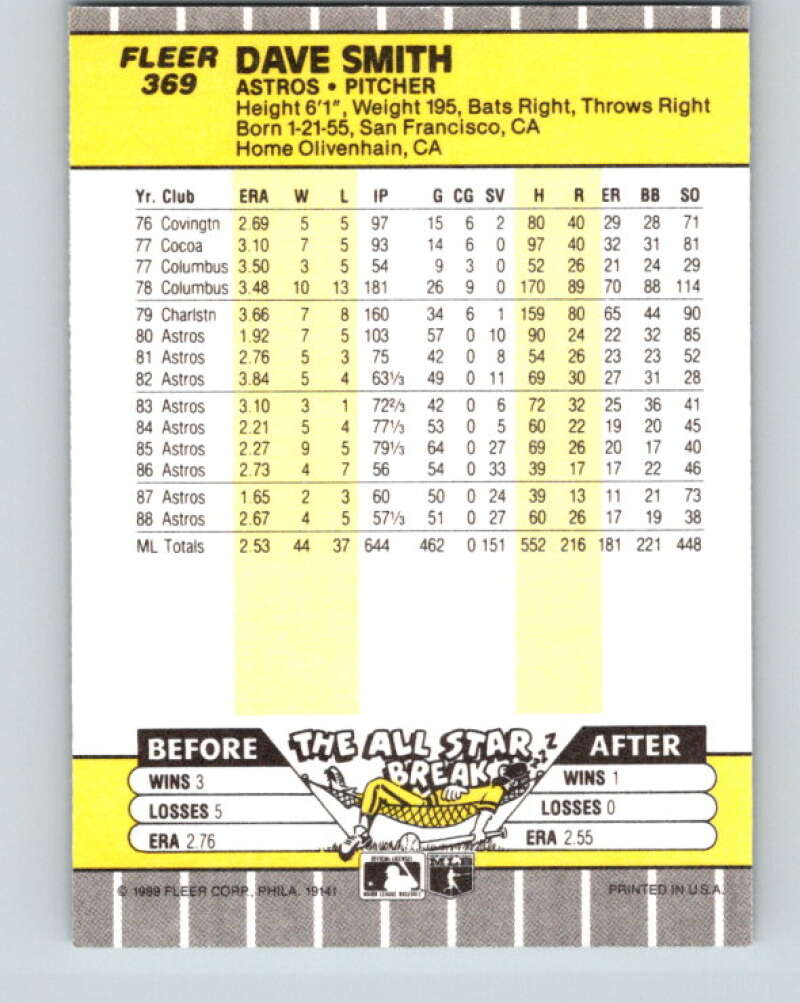 FLEER
369
DAVE SMITH
ASTROS • PITCHER
Height 6'1", Weight 195, Bats Right, Throws Right
Born 1-21-55, San Francisco, CA
Home Olivenhain, CA
Yr. Club ERA W L IP G CG SV H R ER BB SO
76 Covingtn 2.69 5 5 97 15 6 2 80 40 29 28 71
77 Cocoa 3.10 7 5 93 14 6 0 97 40 32 31 81
77 Columbus 3.50 3 5 54 9 3 0 52 26 21 24 29
78 Columbus 3.48 10 13 181 26 9 0 170 89 70 88 114
79 Charlstn 3.66 7 8 160 34 6 1 159 80 65 44 90
80 Astros 1.92 7 5 103 57 0 10 90 24 22 32 85
81 Astros 2.76 5 3 75 42 0 8 54 26 23 23 52
82 Astros 3.84 5 4 63⅓ 49 0 11 69 30 27 31 28
83 Astros 3.10 3 1 72⅔ 42 0 6 72 32 25 36 41
84 Astros 2.21 5 4 77⅓ 53 0 5 60 22 19 20 45
85 Astros 2.27 9 5 79⅓ 64 0 27 69 26 20 17 40
86 Astros 2.73 4 7 56 54 0 33 39 17 17 22 46
87 Astros 1.65 2 3 60 50 0 24 39 13 11 21 73
88 Astros 2.67 4 5 57⅓ 51 0 27 60 26 17 19 38
ML Totals 2.53 44 37 644 462 0 151 552 216 181 221 448
BEFORE THE ALL STAR BREAK ZZZ AFTER
WINS 3 WINS 1
LOSSES 5 LOSSES 0
ERA 2.76 ERA 2.55
OFFICIAL LICENSEE
MAJOR LEAGUE BASEBALL
© 1989 FLEER CORP., PHILA. 19141 PRINTED IN U.S.A.